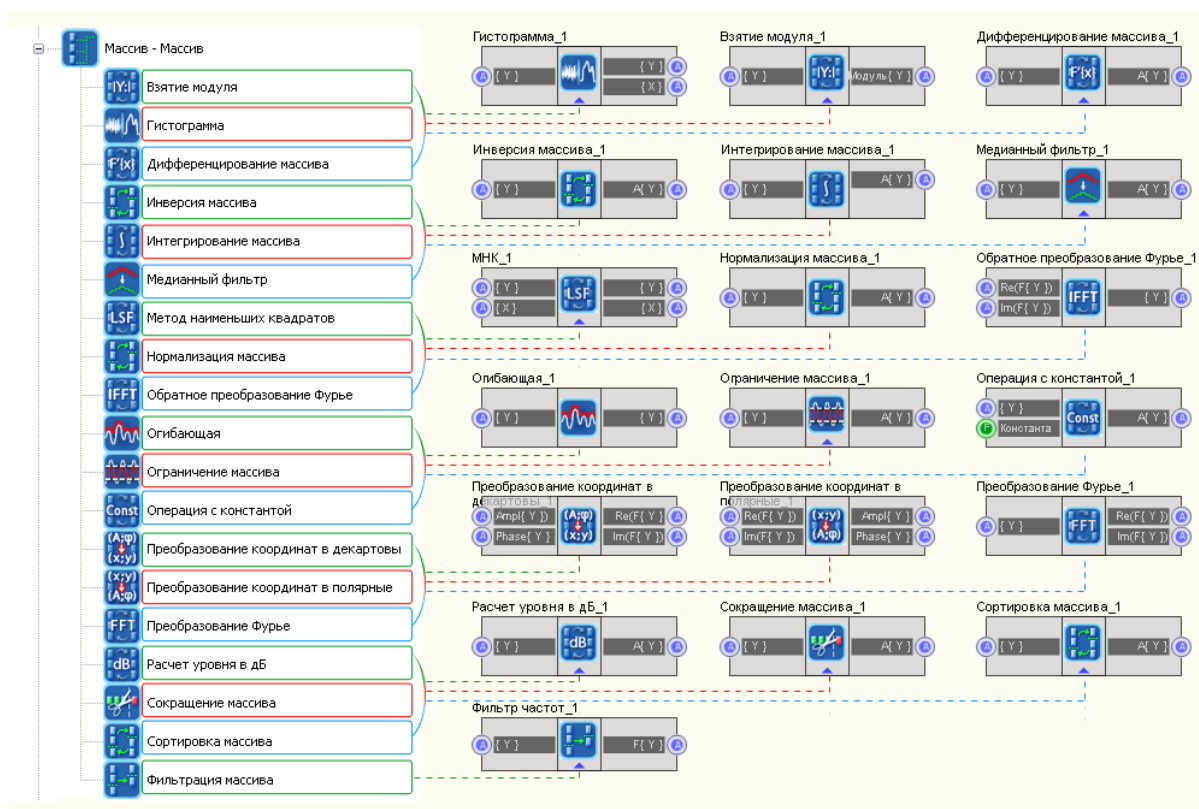 Массив - Массив
Взятие модуля
Гистограмма
Дифференцирование массива
Инверсия массива
Интегрирование массива
Медианный фильтр
Метод наименьших квадратов
Нормализация массива
Обратное преобразование Фурье
Огибающая
Ограничение массива
Операция с константой
Преобразование координат в декартовы
Преобразование координат в полярные
Преобразование Фурье
Расчет уровня в дБ
Сокращение массива
Сортировка массива
Фильтрация массива
|Y:|
F'{x}
LSF
IFFT
Const
(A;φ)
(x;y)
(x;y)
(A;φ)
FFT
dB
Гистограмма_1
A { Y } { Y } A
{ X } A
Взятие модуля_1
A { Y } |Y:| Модуль{ Y } A
Дифференцирование массива_1
A { Y } F'{x} A{ Y } A
Инверсия массива_1
A { Y } A{ Y } A
Интегрирование массива_1
A { Y } A{ Y } A
Медианный фильтр_1
A { Y } A{ Y } A
МНК_1
A { Y } LSF { Y } A
A { X } { X } A
Нормализация массива_1
A { Y } A{ Y } A
Обратное преобразование Фурье_1
A Re(F{ Y }) IFFT { Y } A
A Im(F{ Y })
Огибающая_1
A { Y } { Y } A
Ограничение массива_1
A { Y } A{ Y } A
Операция с константой_1
A { Y } Const A{ Y } A
F Константа
Преобразование координат в
декартовы_1
A Ampl{ Y }) (A;φ) Re(F{ Y }) A
A Phase{ Y } (x;y) Im(F{ Y }) A
Преобразование координат в
полярные_1
A Re(F{ Y }) (x;y) Ampl{ Y }) A
A Im(F{ Y }) (A;φ) Phase{ Y } A
Преобразование Фурье_1
A { Y } FFT Re(F{ Y }) A
Im(F{ Y }) A
Расчет уровня в дБ_1
A { Y } dB A{ Y } A
Сокращение массива_1
A { Y } A{ Y } A
Сортировка массива_1
A { Y } A{ Y } A
Фильтр частот_1
A { Y } F{ Y } A